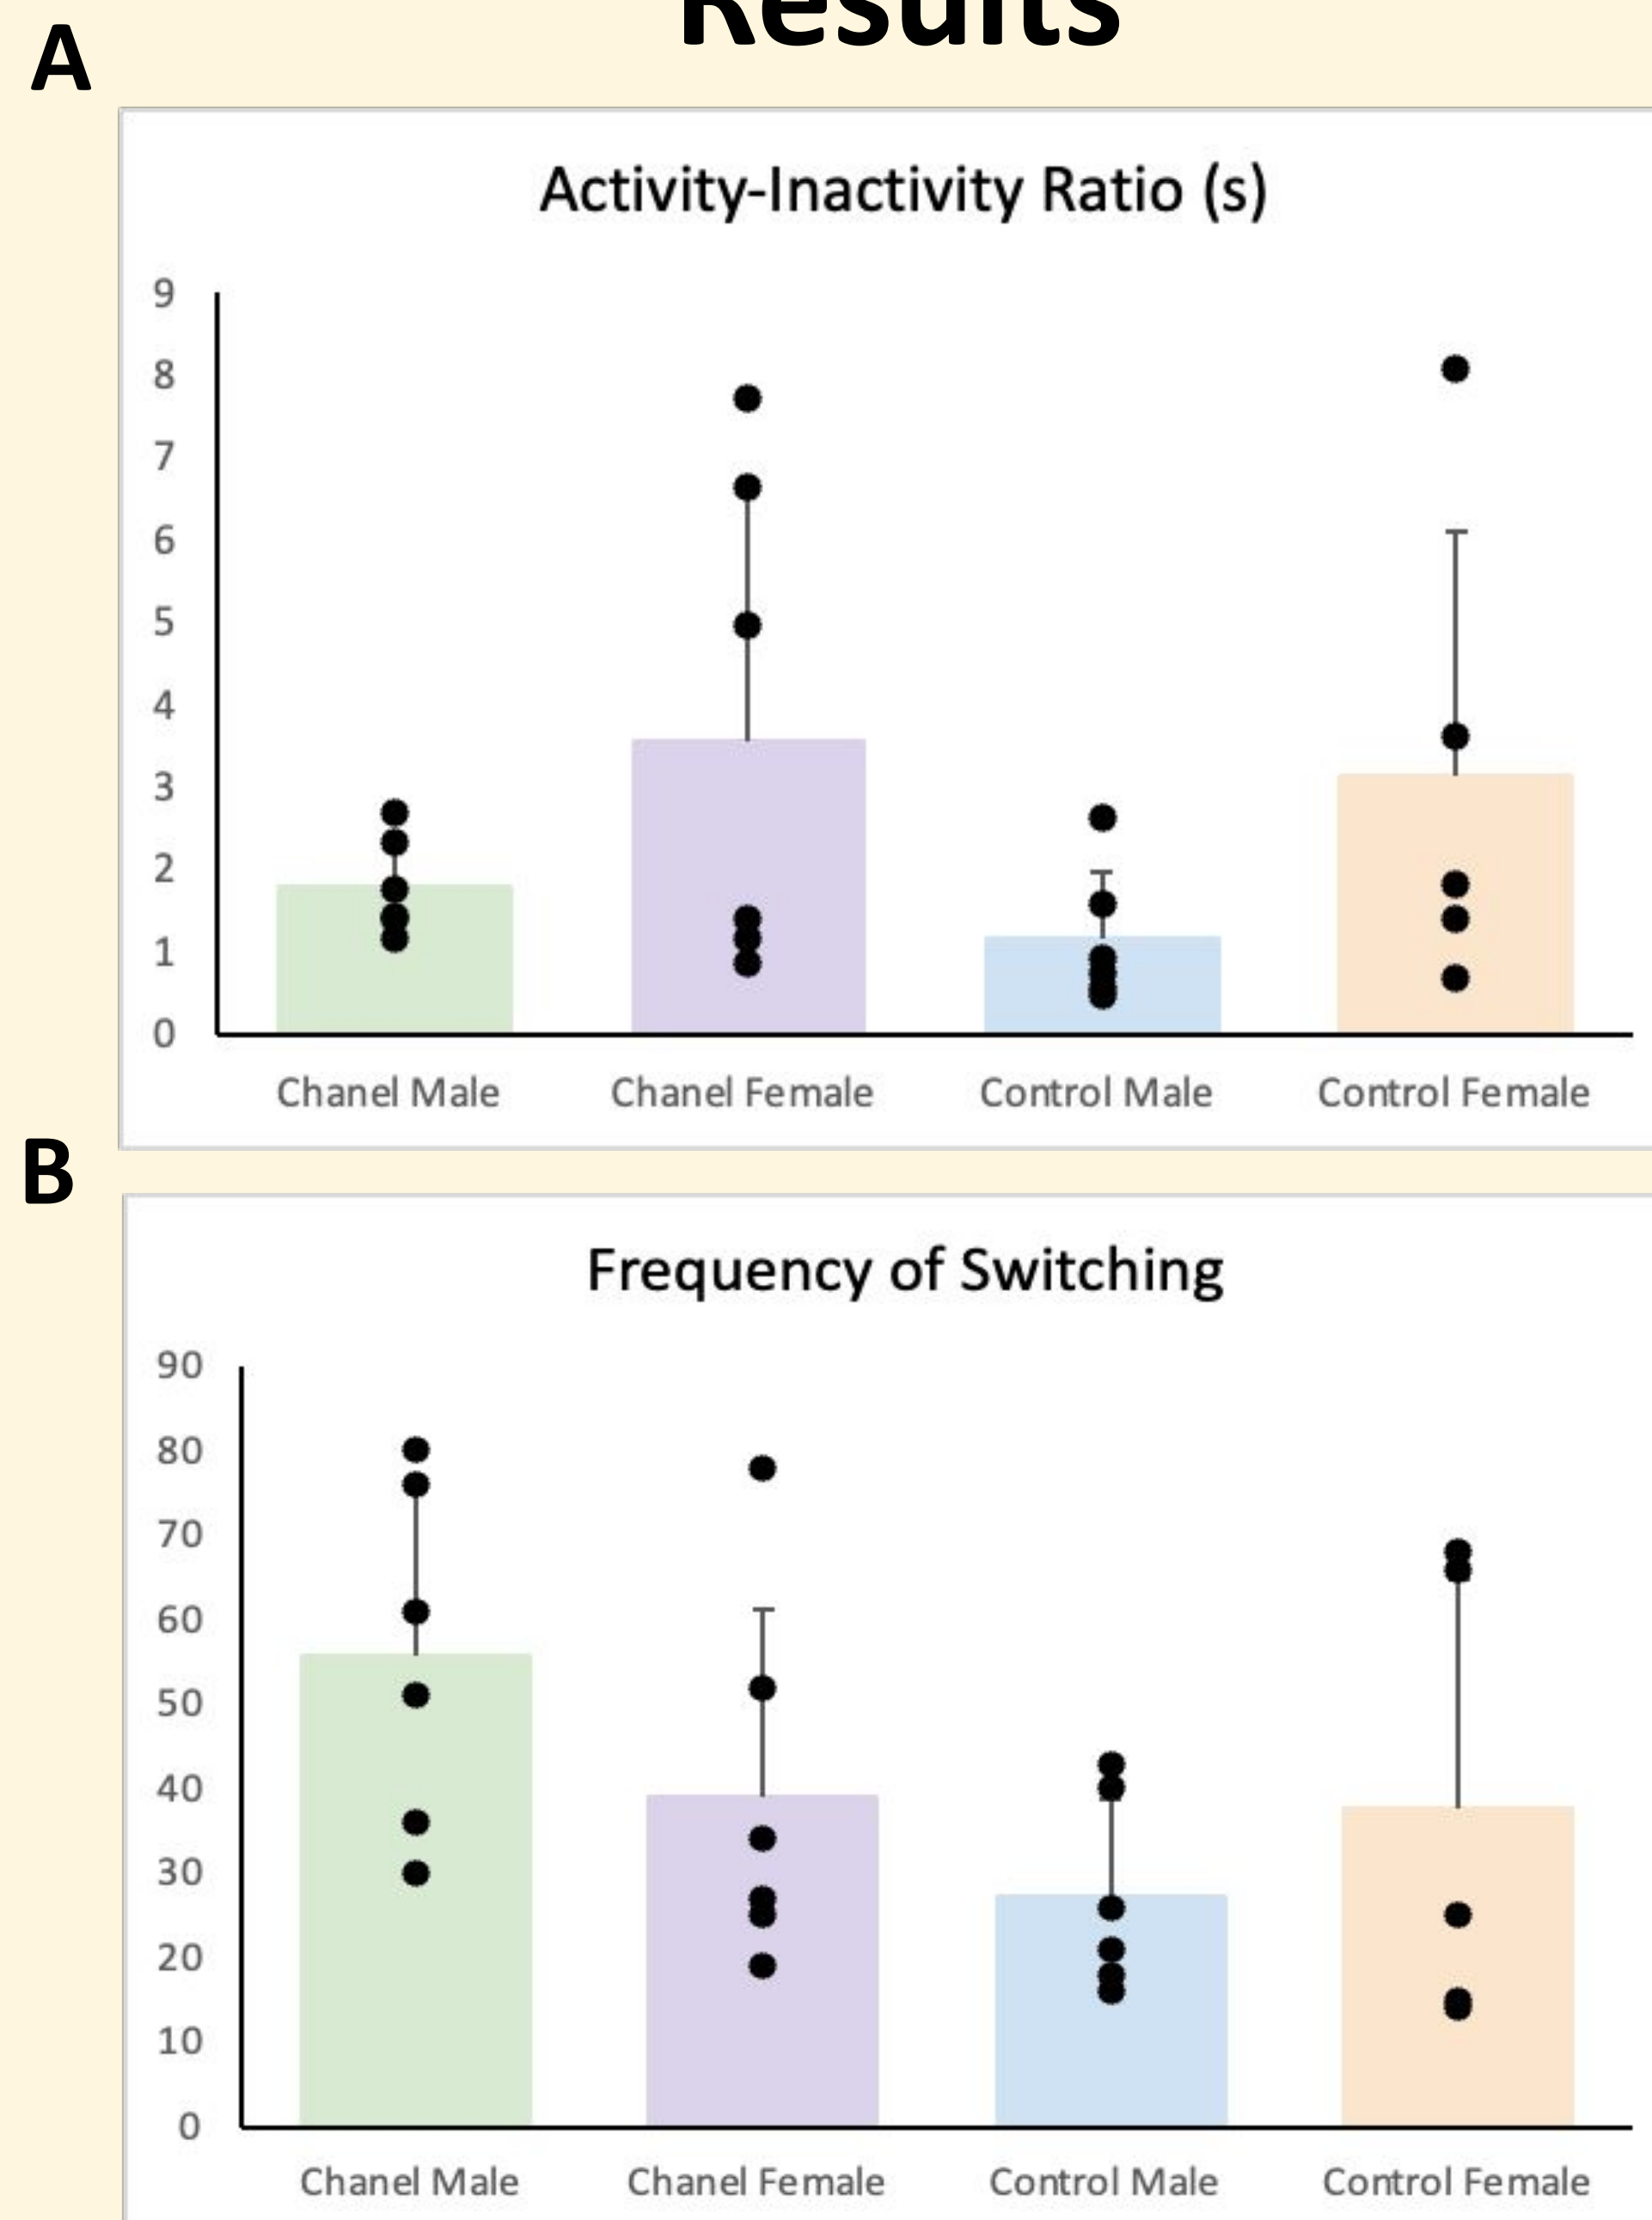 Results
A
Activity-Inactivity Ratio (s)
9
8
7
6
5
4
3
2
1
0
Chanel Male Chanel Female Control Male Control Female
B
Frequency of Switching
90
80
70
60
50
40
30
20
10
0
Chanel Male Chanel Female Control Male Control Female